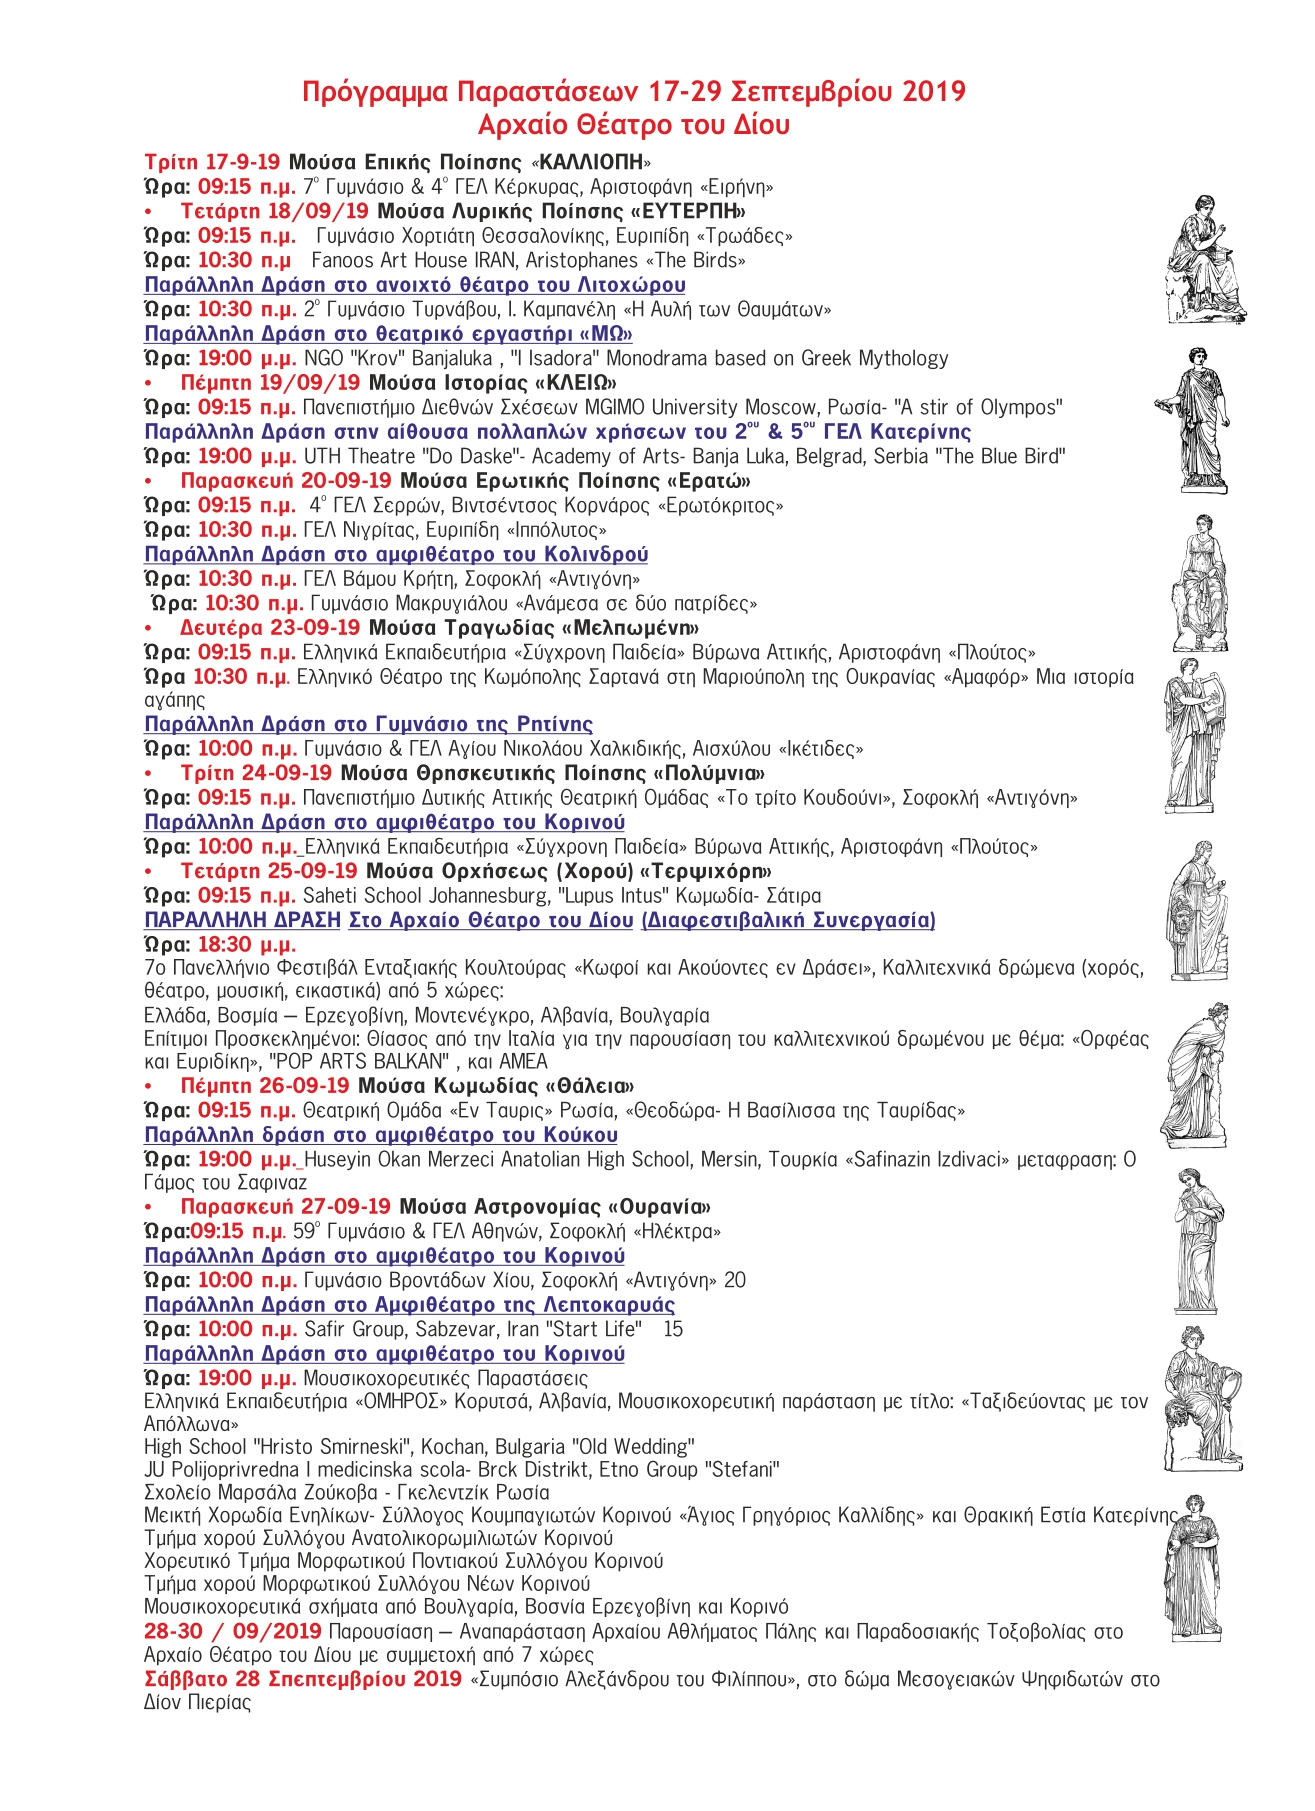 Πρόγραμμα Παραστάσεων 17-29 Σεπτεμβρίου 2019
Αρχαίο Θέατρο του Δίου
Τρίτη 17-9-19 Μούσα Επικής Ποίησης «ΚΑΛΛΙΟΠΗ»
Ώρα: 09:15 π.μ. 7ο Γυμνάσιο & 4ο ΓΕΛ Κέρκυρας, Αριστοφάνη «Ειρήνη»
• Τετάρτη 18/09/19 Μούσα Λυρικής Ποίησης «ΕΥΤΕΡΠΗ»
Ώρα: 09:15 π.μ. Γυμνάσιο Χορτιάτη Θεσσαλονίκης, Ευριπίδη «Τρωάδες»
Ώρα: 10:30 π.μ Fanoos Art House IRAN, Aristophanes «The Birds»
Παράλληλη Δράση στο ανοιχτό θέατρο του Λιτοχώρου
Ώρα: 10:30 π.μ. 2ο Γυμνάσιο Τυρνάβου, Ι. Καμπανέλη «Η Αυλή των Θαυμάτων»
Παράλληλη Δράση στο θεατρικό εργαστήρι «ΜΩ»
Ώρα: 19:00 μ.μ. NGO "Krov" Banjaluka , "I Isadora" Monodrama based on Greek Mythology
• Πέμπτη 19/09/19 Μούσα Ιστορίας «ΚΛΕΙΩ»
Ώρα: 09:15 π.μ. Πανεπιστήμιο Διεθνών Σχέσεων MGIMO University Moscow, Ρωσία- "A stir of Olympos"
Παράλληλη Δράση στην αίθουσα πολλαπλών χρήσεων του 2ου & 5ου ΓΕΛ Κατερίνης
Ώρα: 19:00 μ.μ. UTH Theatre "Do Daske"- Academy of Arts- Banja Luka, Belgrad, Serbia "The Blue Bird"
• Παρασκευή 20-09-19 Μούσα Ερωτικής Ποίησης «Ερατώ»
Ώρα: 09:15 π.μ. 4ο ΓΕΛ Σερρών, Βιντσέντσος Κορνάρος «Ερωτόκριτος»
Ώρα: 10:30 π.μ. ΓΕΛ Νιγρίτας, Ευριπίδη «Ιππόλυτος»
Παράλληλη Δράση στο αμφιθέατρο του Κολινδρού
Ώρα: 10:30 π.μ. ΓΕΛ Βάμου Κρήτη, Σοφοκλή «Αντιγόνη»
Ώρα: 10:30 π.μ. Γυμνάσιο Μακρυγιάλου «Ανάμεσα σε δύο πατρίδες»
• Δευτέρα 23-09-19 Μούσα Τραγωδίας «Μελπωμένη»
Ώρα: 09:15 π.μ. Ελληνικά Εκπαιδευτήρια «Σύγχρονη Παιδεία» Βύρωνα Αττικής, Αριστοφάνη «Πλούτος»
Ώρα 10:30 π.μ. Ελληνικό Θέατρο της Κωμόπολης Σαρτανά στη Μαριούπολη της Ουκρανίας «Αμαφόρ» Μια ιστορία
αγάπης
Παράλληλη Δράση στο Γυμνάσιο της Ρητίνης
Ώρα: 10:00 π.μ. Γυμνάσιο & ΓΕΛ Αγίου Νικολάου Χαλκιδικής, Αισχύλου «Ικέτιδες»
• Τρίτη 24-09-19 Μούσα Θρησκευτικής Ποίησης «Πολύμνια»
Ώρα: 09:15 π.μ. Πανεπιστήμιο Δυτικής Αττικής Θεατρική Ομάδας «Το τρίτο Κουδούνι», Σοφοκλή «Αντιγόνη»
Παράλληλη Δράση στο αμφιθέατρο του Κορινού
Ώρα: 10:00 π.μ._Ελληνικά Εκπαιδευτήρια «Σύγχρονη Παιδεία» Βύρωνα Αττικής, Αριστοφάνη «Πλούτος»
• Τετάρτη 25-09-19 Μούσα Ορχήσεως (Χορού) «Τερψιχόρη»
Ώρα: 09:15 π.μ. Saheti School Johannesburg, "Lupus Intus" Κωμωδία- Σάτιρα
ΠΑΡΑΛΛΗΛΗ ΔΡΑΣΗ Στο Αρχαίο Θέατρο του Δίου (Διαφεστιβαλική Συνεργασία)
Ώρα: 18:30 μ.μ.
7ο Πανελλήνιο Φεστιβάλ Ενταξιακής Κουλτούρας «Κωφοί και Ακούοντες εν Δράσει», Καλλιτεχνικά δρώμενα (χορός,
θέατρο, μουσική, εικαστικά) από 5 χώρες:
Ελλάδα, Βοσμία – Ερζεγοβίνη, Μοντενέγκρο, Αλβανία, Βουλγαρία
Επίτιμοι Προσκεκλημένοι: Θίασος από την Ιταλία για την παρουσίαση του καλλιτεχνικού δρωμένου με θέμα: «Ορφέας
και Ευριδίκη», "POP ARTS BALKAN" , και ΑΜΕΑ
• Πέμπτη 26-09-19 Μούσα Κωμωδίας «Θάλεια»
Ώρα: 09:15 π.μ. Θεατρική Ομάδα «Εν Ταυρις» Ρωσία, «Θεοδώρα- Η Βασίλισσα της Ταυρίδας»
Παράλληλη δράση στο αμφιθέατρο του Κούκου
Ώρα: 19:00 μ.μ._Huseyin Okan Merzeci Anatolian High School, Mersin, Τουρκία «Safinazin Izdivaci» μεταφραση: Ο
Γάμος του Σαφιναζ
• Παρασκευή 27-09-19 Μούσα Αστρονομίας «Ουρανία»
Ώρα:09:15 π.μ. 59ο Γυμνάσιο & ΓΕΛ Αθηνών, Σοφοκλή «Ηλέκτρα»
Παράλληλη Δράση στο αμφιθέατρο του Κορινού
Ώρα: 10:00 π.μ. Γυμνάσιο Βροντάδων Χίου, Σοφοκλή «Αντιγόνη» 20
Παράλληλη Δράση στο Αμφιθέατρο της Λεπτοκαρυάς
Ώρα: 10:00 π.μ. Safir Group, Sabzevar, Iran "Start Life" 15
Παράλληλη Δράση στο αμφιθέατρο του Κορινού
Ώρα: 19:00 μ.μ. Μουσικοχορευτικές Παραστάσεις
Ελληνικά Εκπαιδευτήρια «ΟΜΗΡΟΣ» Κορυτσά, Αλβανία, Μουσικοχορευτική παράσταση με τίτλο: «Ταξιδεύοντας με τον
Απόλλωνα»
High School "Hristo Smirneski", Kochan, Bulgaria "Old Wedding"
JU Polijoprivredna I medicinska scola- Brck Distrikt, Etno Group "Stefani"
Σχολείο Μαρσάλα Ζούκοβα - Γκελεντζίκ Ρωσία
Μεικτή Χορωδία Ενηλίκων- Σύλλογος Κουμπαγιωτών Κορινού «Άγιος Γρηγόριος Καλλίδης» και Θρακική Εστία Κατερίνης
Τμήμα χορού Συλλόγου Ανατολικορωμιλιωτών Κορινού
Χορευτικό Τμήμα Μορφωτικού Ποντιακού Συλλόγου Κορινού
Τμήμα χορού Μορφωτικού Συλλόγου Νέων Κορινού
Μουσικοχορευτικά σχήματα από Βουλγαρία, Βοσνία Ερζεγοβίνη και Κορινό
28-30 / 09/2019 Παρουσίαση – Αναπαράσταση Αρχαίου Αθλήματος Πάλης και Παραδοσιακής Τοξοβολίας στο
Αρχαίο Θέατρο του Δίου με συμμετοχή από 7 χώρες
Σάββατο 28 Σπεπτεμβρίου 2019 «Συμπόσιο Αλεξάνδρου του Φιλίππου», στο δώμα Μεσογειακών Ψηφιδωτών στο
Δίον Πιερίας